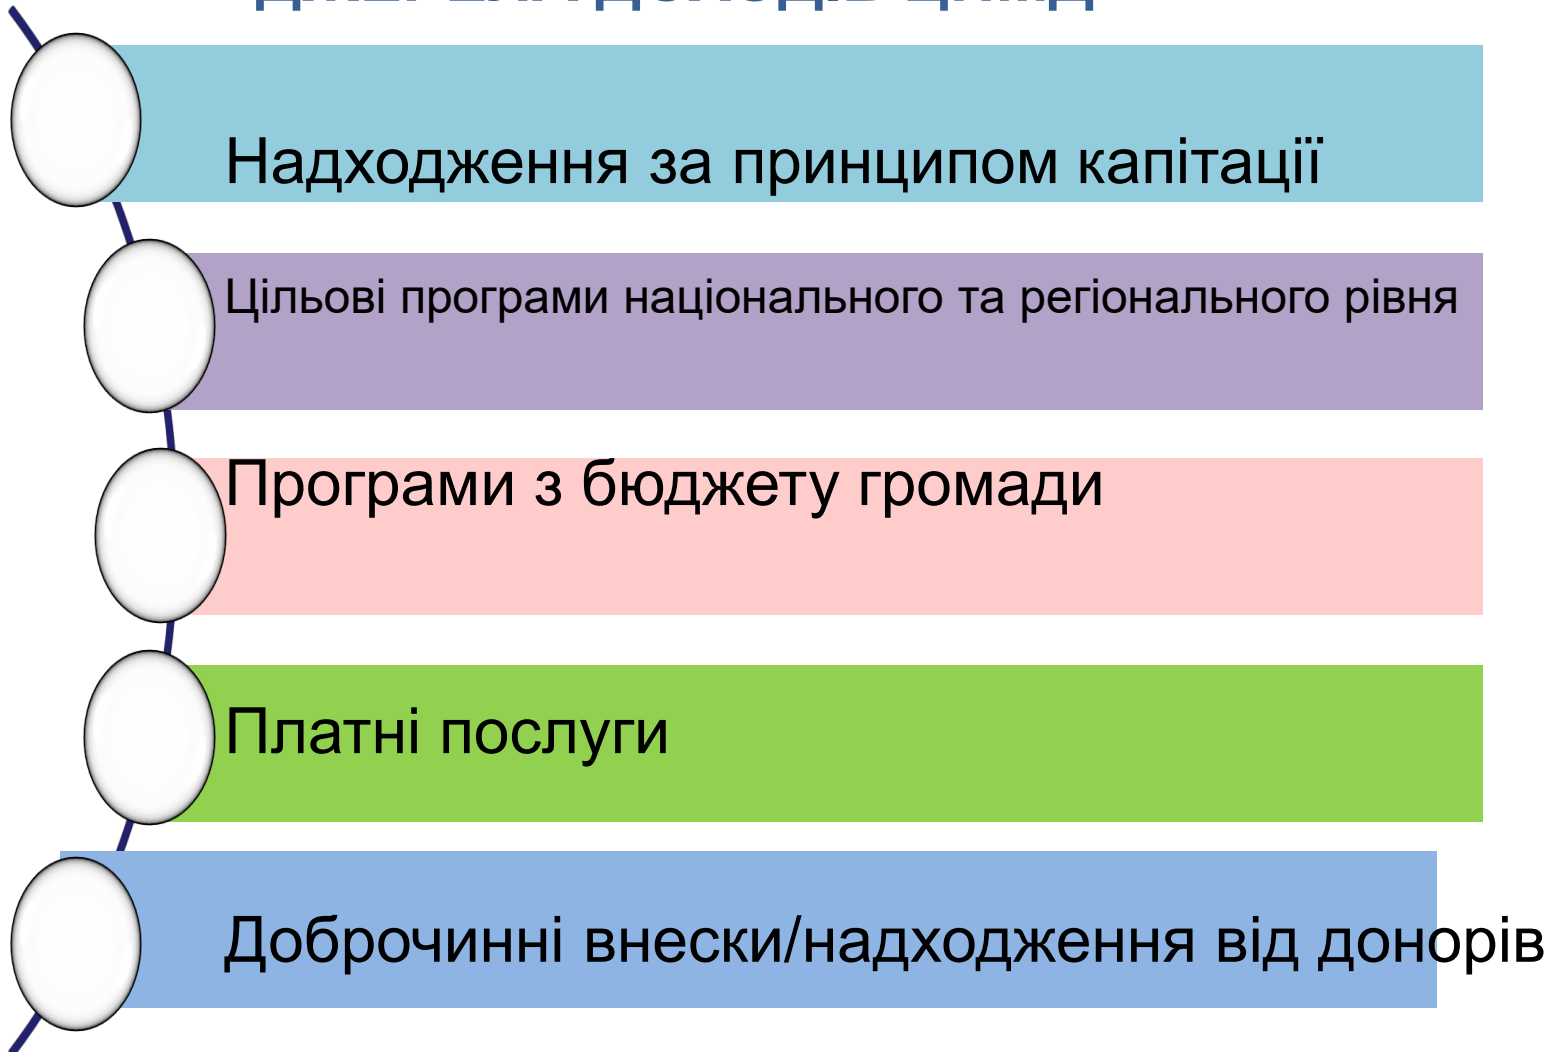 Надходження за принципом капітації
Цільові програми національного та регіонального рівня
Програми з бюджету громади
Платні послуги
Доброчинні внески/надходження від донорів